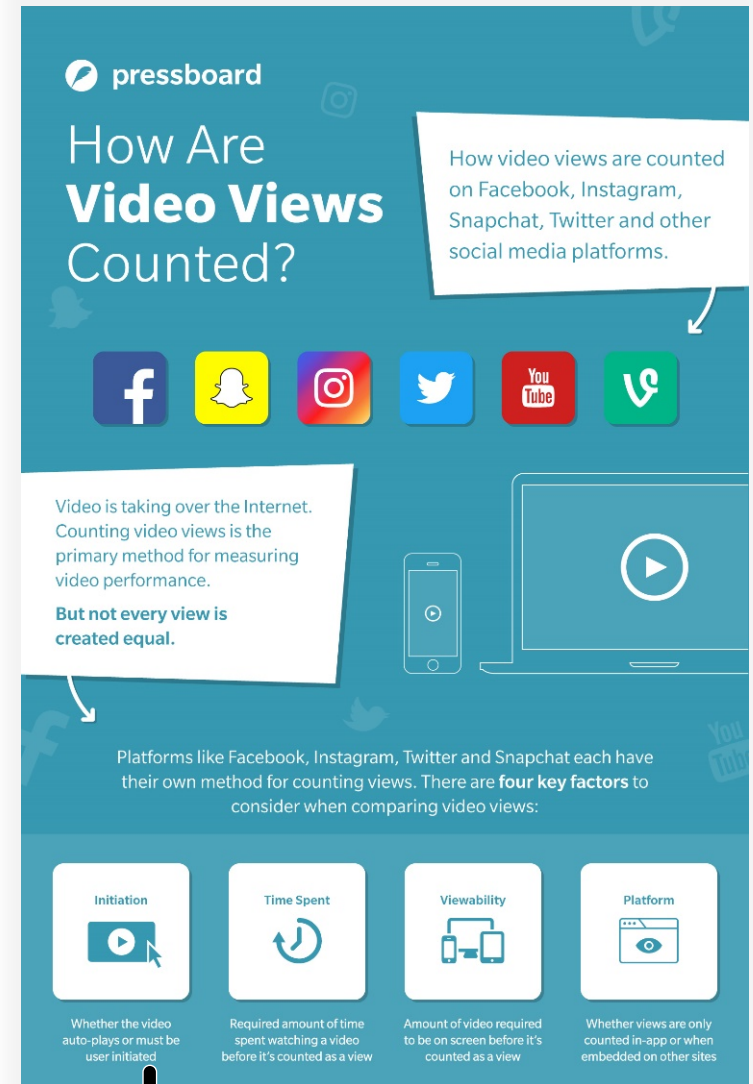 pressboard
How Are
Video Views
Counted?
How video views are counted
on Facebook, Instagram,
Snapchat, Twitter and other
social media platforms.
f
You
Tube
Video is taking over the Internet.
Counting video views is the
primary method for measuring
video performance.
But not every view is
created equal.
You
Tube
Platforms like Facebook, Instagram, Twitter and Snapchat each have
their own method for counting views. There are four key factors to
consider when comparing video views:
Initiation
Whether the video
auto-plays or must be
user initiated
Time Spent
Required amount of time
spent watching a video
before it's counted as a view
Viewability
Amount of video required
to be on screen before it's
counted as a view
Platform
Whether views are only
counted in-app or when
embedded on other sites